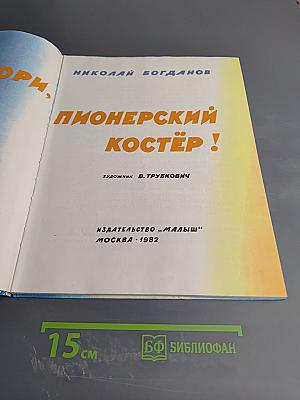 НИКОЛАЙ БОГДАНОВ
ОРИ,
ПИОНЕРСКИЙ
КОСТЁР!
ХУДОЖНИК В. ТРУБКОВИЧ
ИЗДАТЕЛЬСТВО „МАЛЫШ"
МОСКВА · 1982
15 см
БФ БИБЛИОФАН